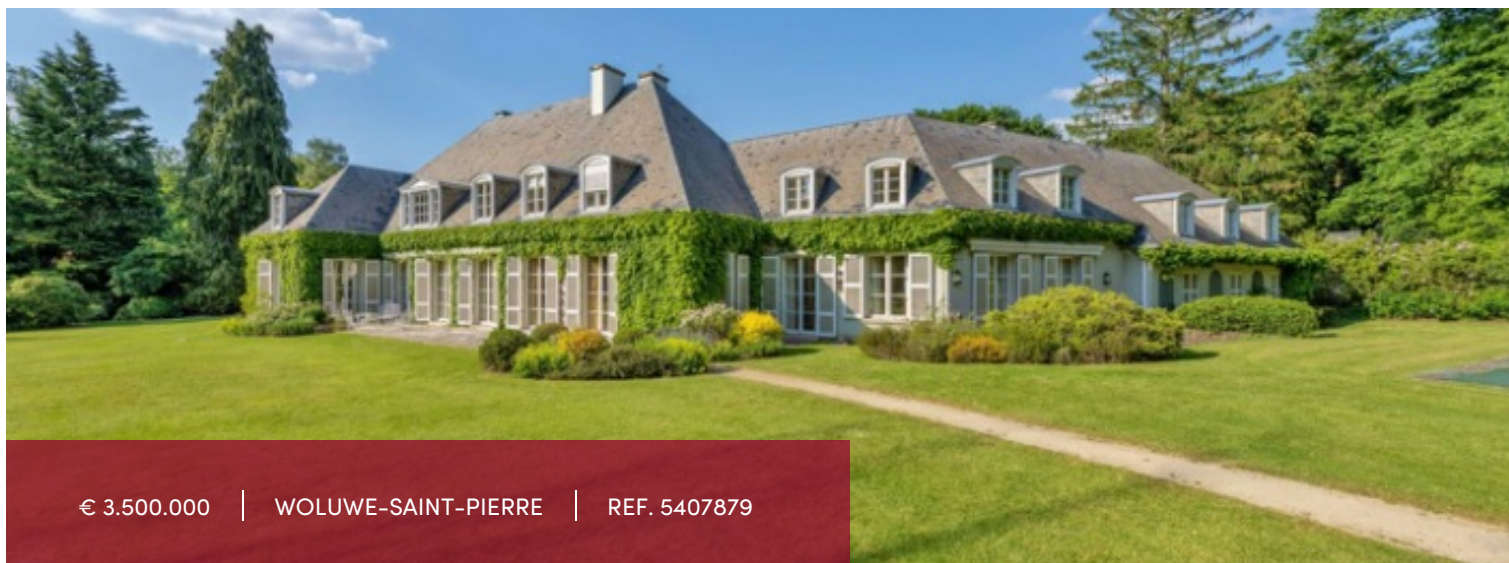 € 3.500.000 | WOLUWE-SAINT-PIERRE | REF. 5407879